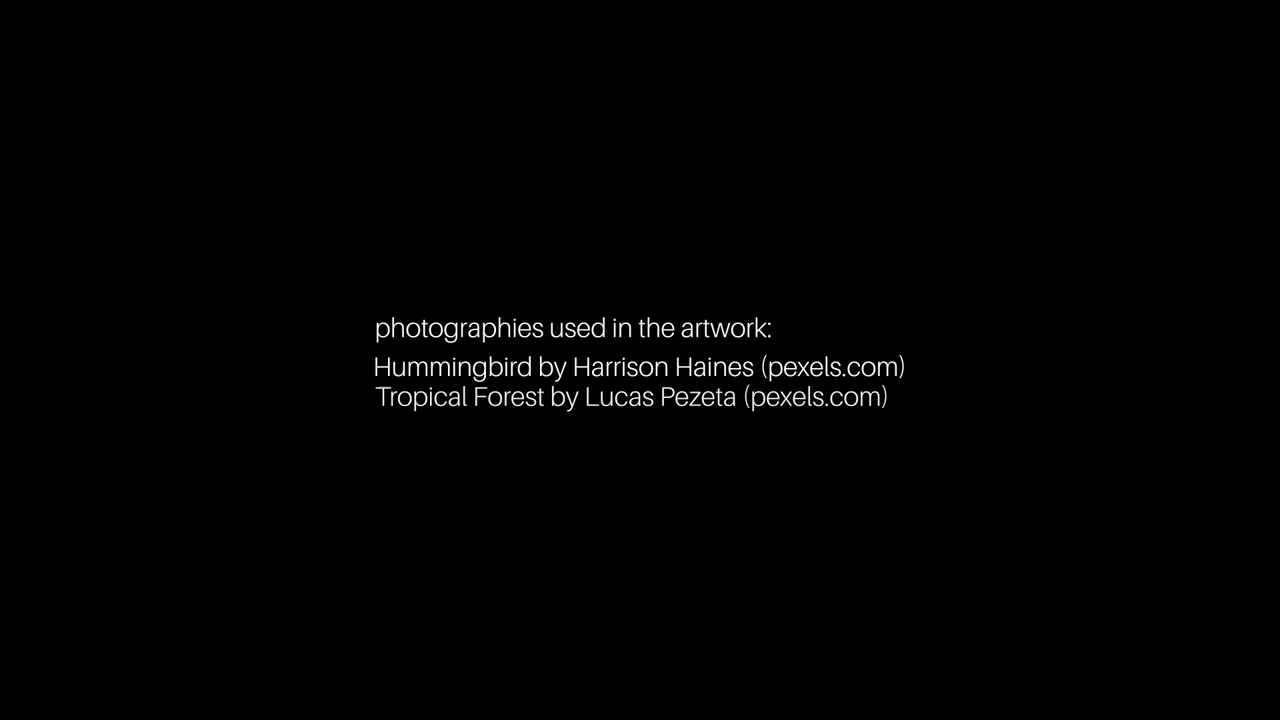 photographies used in the artwork:
Hummingbird by Harrison Haines (pexels.com)
Tropical Forest by Lucas Pezeta (pexels.com)